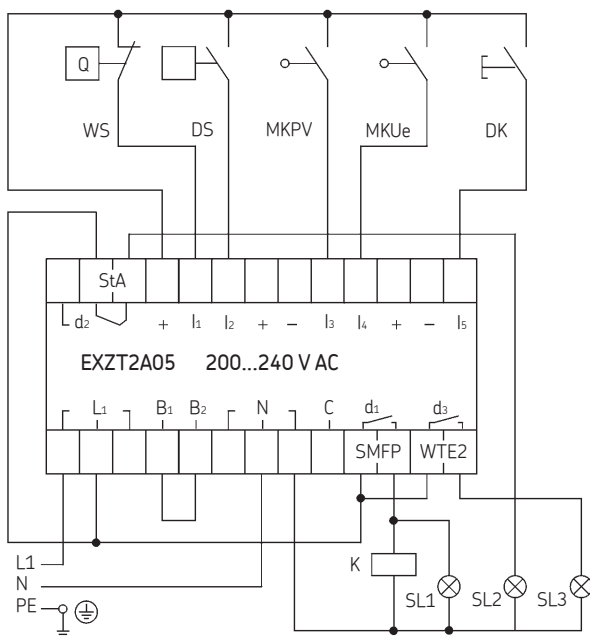 Q
WS DS MKPV MKUe DK
StA
d2 + I1 I2 + − I3 I4 + − I5
EXZT2A05 200...240 V AC
L1 B1 B2 N C d1 d3
SMFP WTE2
L1
N
PE
K SL1 SL2 SL3